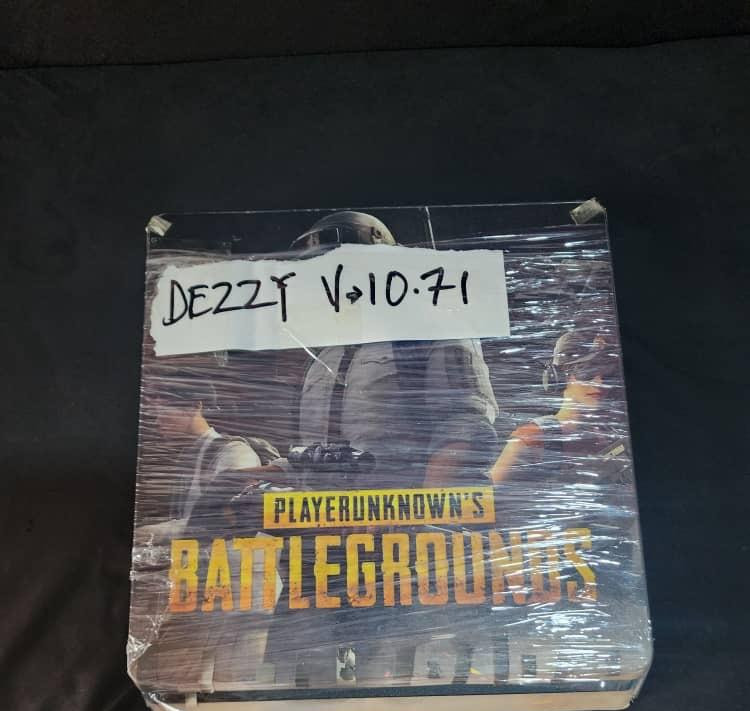 DEZZY V→10.71
PLAYERUNKNOWN'S
BATTLEGROUNDS